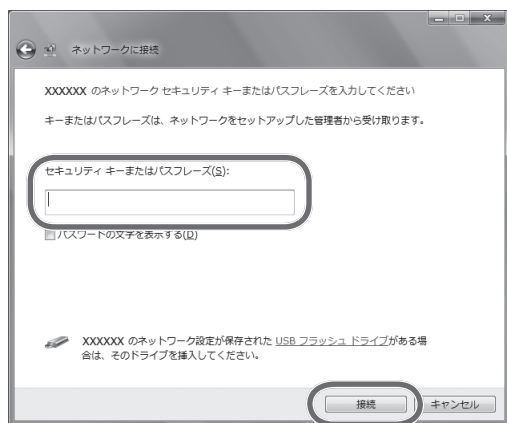 ネットワークに接続
XXXXXX のネットワーク セキュリティ キーまたはパスフレーズを入力してください
キーまたはパスフレーズは、ネットワークをセットアップした管理者から受け取ります。
セキュリティ キーまたはパスフレーズ(S):
パスワードの文字を表示する(D)
XXXXXX のネットワーク設定が保存された USB フラッシュ ドライブがある場
合は、そのドライブを挿入してください。
接続 キャンセル